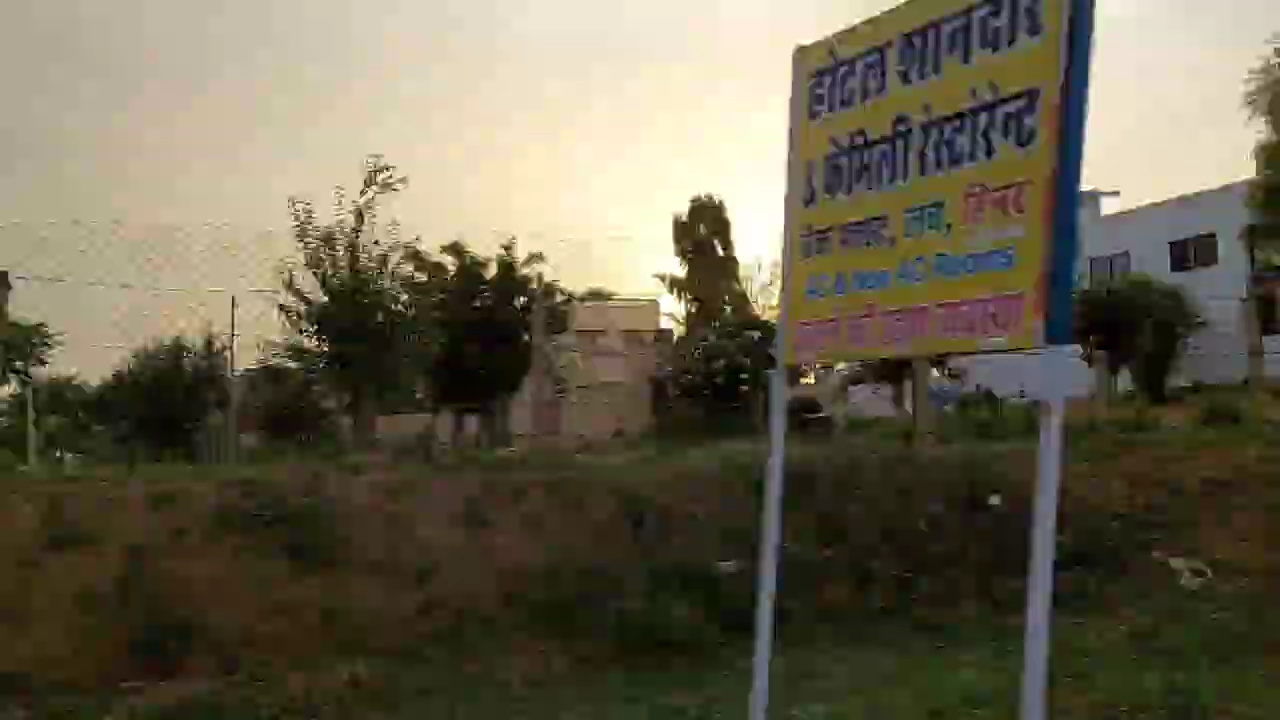 होटल शानदार
& फेमिली रेस्टोरेन्ट
ब्रेक फास्ट, लंच, डिनर
AC & Non AC Rooms